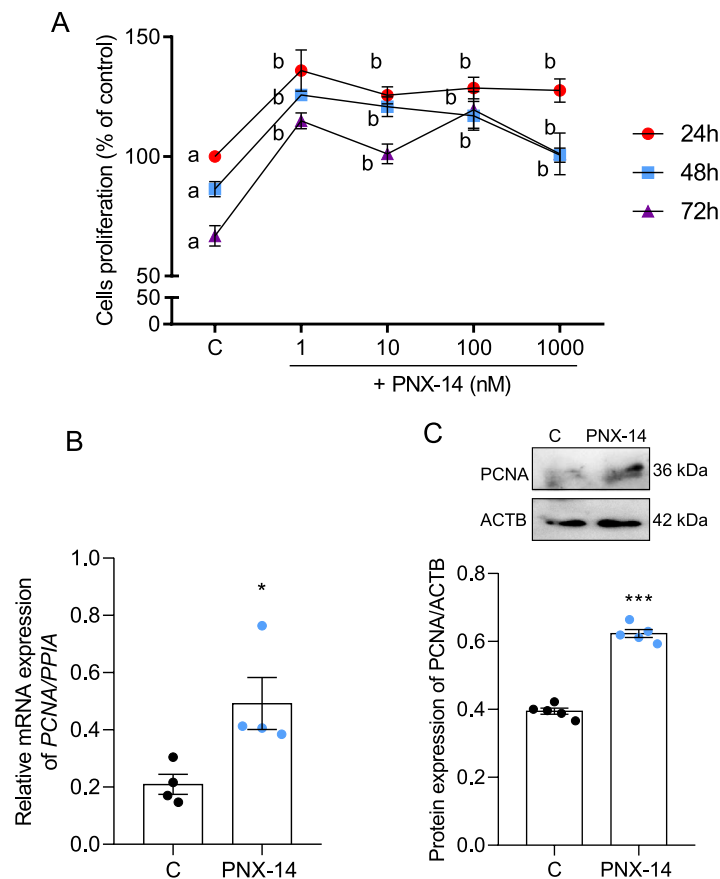 A
Cells proliferation (% of control)
150
100
50
50
0
a
a
a
b
b
b
b
b
b
b
b
b
b
b
b
24h
48h
72h
C
1
10
100
1000
+ PNX-14 (nM)
B
Relative mRNA expression
of PCNA/PPIA
1.0
0.8
0.6
0.4
0.2
0.0
*
C
PNX-14
C
C
PNX-14
PCNA
36 kDa
ACTB
42 kDa
Protein expression of PCNA/ACTB
0.8
0.6
0.4
0.2
0.0
***
C
PNX-14